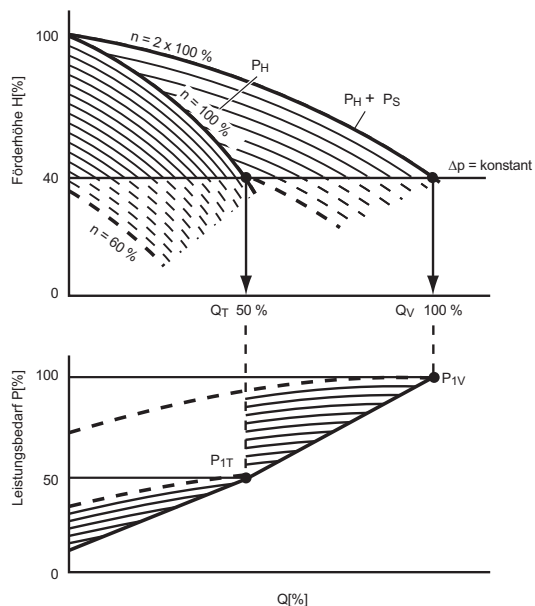 Förderhöhe H[%]
100
40
0
n = 2 x 100 %
PH
n = 100 %
PH + PS
Δp = konstant
n = 60 %
QT 50 %
QV 100 %
Leistungsbedarf P[%]
100
50
0
P1V
P1T
Q[%]